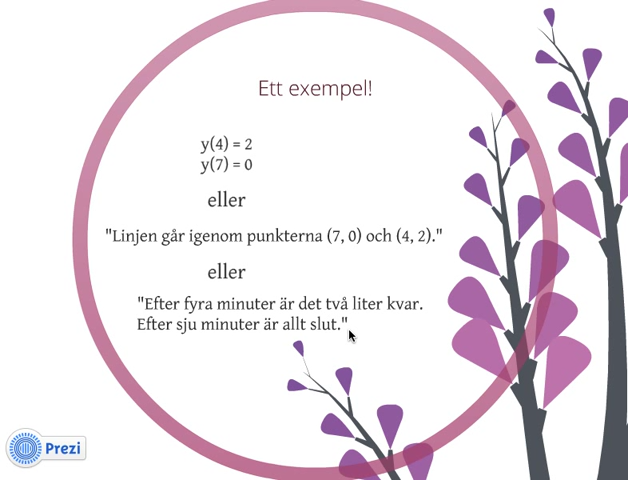 Ett exempel!
y(4) = 2
y(7) = 0
eller
"Linjen går igenom punkterna (7, 0) och (4, 2)."
eller
"Efter fyra minuter är det två liter kvar.
Efter sju minuter är allt slut."
Prezi